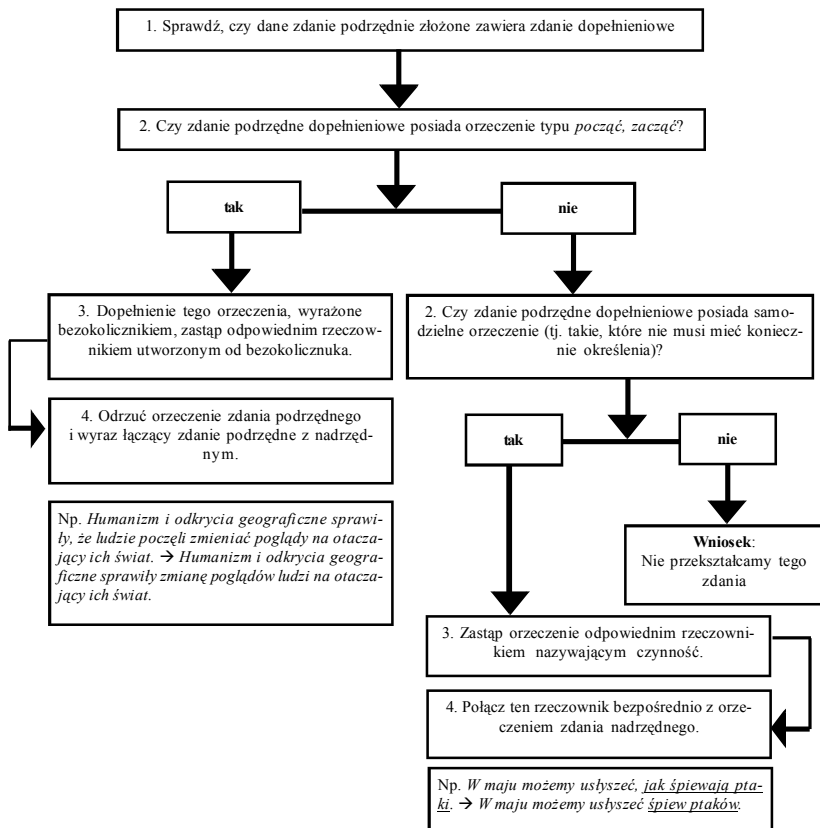 1. Sprawdź, czy dane zdanie podrzędnie złożone zawiera zdanie dopełnieniowe
2. Czy zdanie podrzędne dopełnieniowe posiada orzeczenie typu począć, zacząć?
tak
nie
3. Dopełnienie tego orzeczenia, wyrażone
bezokolicznikiem, zastąp odpowiednim rzeczow-
nikiem utworzonym od bezokolicznuka.
4. Odrzuć orzeczenie zdania podrzędnego
i wyraz łączący zdanie podrzędne z nadrzęd-
nym.
Np. Humanizm i odkrycia geograficzne sprawi-
ły, że ludzie poczęli zmieniać poglądy na otacza-
jący ich świat. → Humanizm i odkrycia geogra-
ficzne sprawiły zmianę poglądów ludzi na otacza-
jący ich świat.
2. Czy zdanie podrzędne dopełnieniowe posiada samo-
dzielne orzeczenie (tj. takie, które nie musi mieć koniecz-
nie określenia)?
tak
nie
Wniosek:
Nie przekształcamy tego
zdania
3. Zastąp orzeczenie odpowiednim rzeczowni-
kiem nazywającym czynność.
4. Połącz ten rzeczownik bezpośrednio z orze-
czeniem zdania nadrzędnego.
Np. W maju możemy usłyszeć, jak śpiewają pta-
ki. → W maju możemy usłyszeć śpiew ptaków.